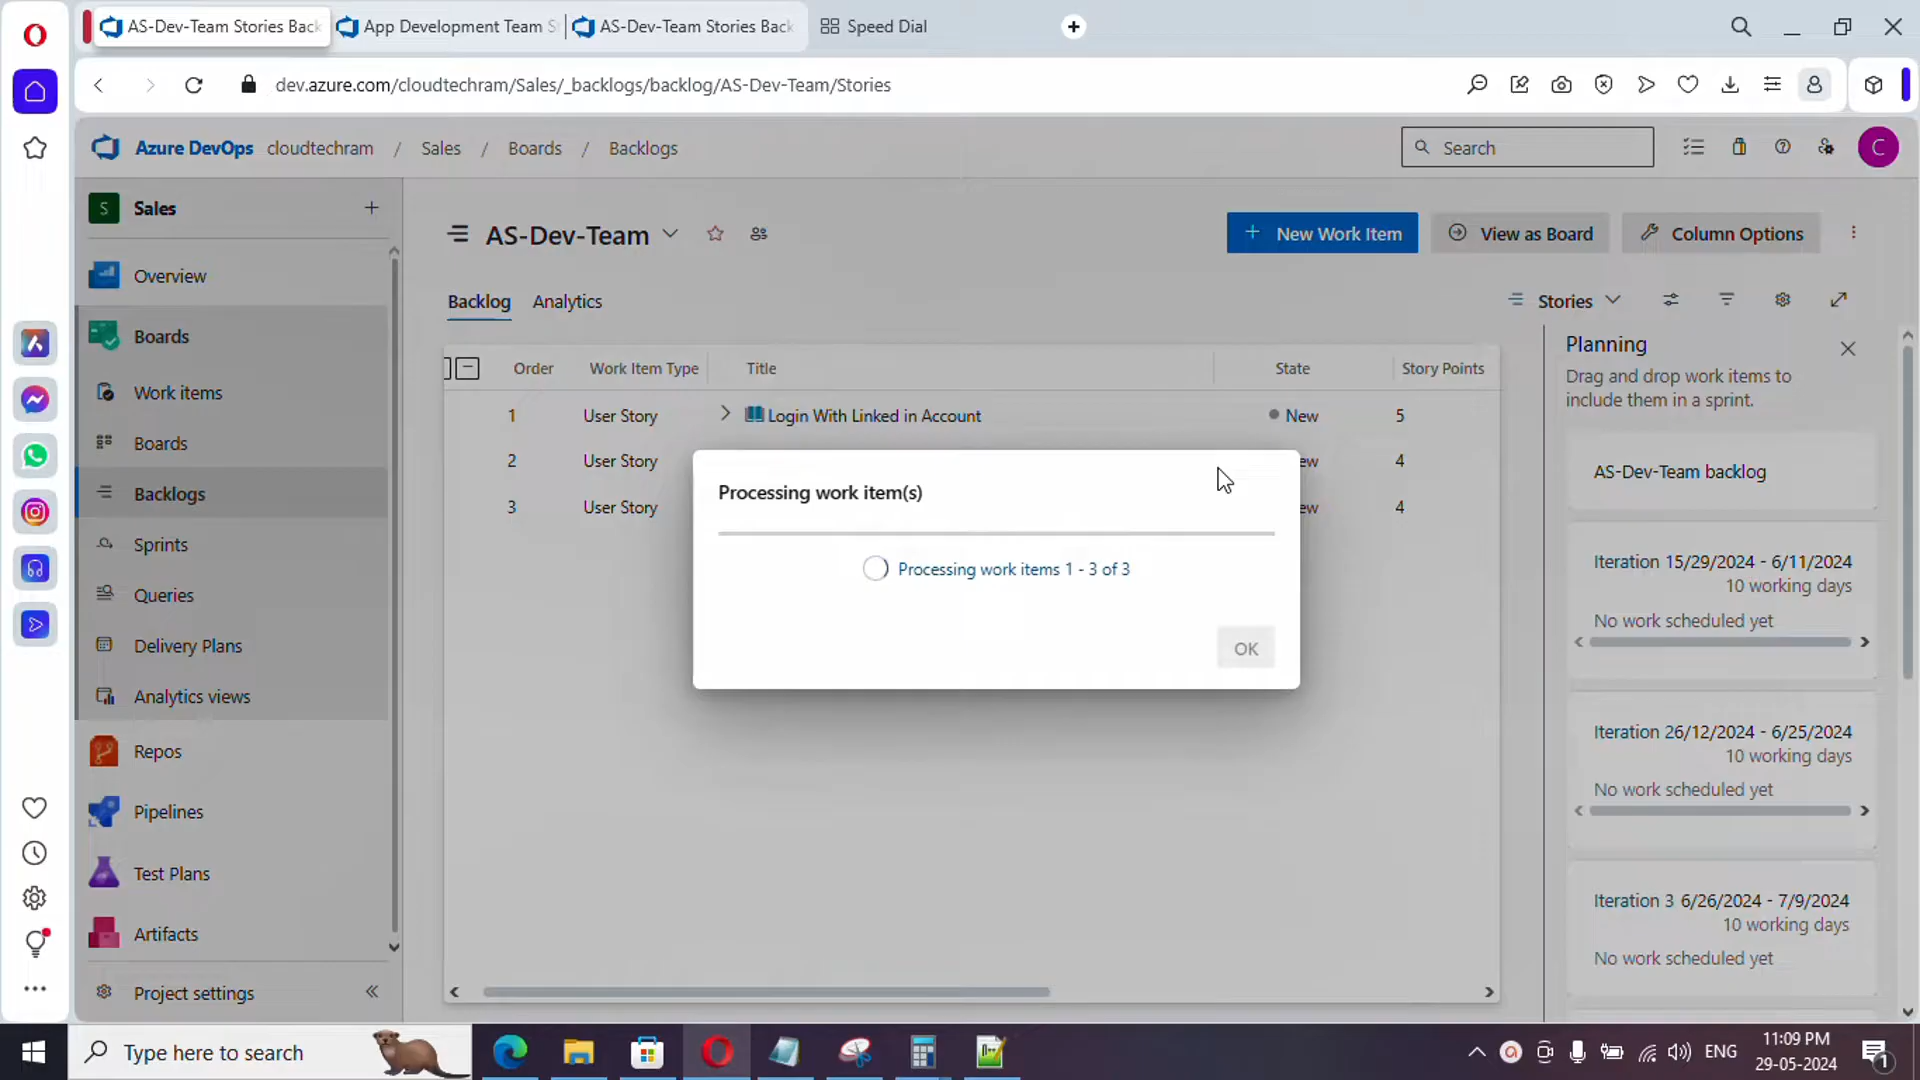 AS-Dev-Team Stories Back
App Development Team S
AS-Dev-Team Stories Back
Speed Dial
dev.azure.com/cloudtechram/Sales/_backlogs/backlog/AS-Dev-Team/Stories
Azure DevOps cloudtechram / Sales / Boards / Backlogs
Search
C
S Sales
Overview
Boards
Work items
Boards
Backlogs
Sprints
Queries
Delivery Plans
Analytics views
Repos
Pipelines
Test Plans
Artifacts
Project settings
AS-Dev-Team
New Work Item
View as Board
Column Options
Backlog Analytics
Stories
Order Work Item Type Title State Story Points
1 User Story Login With Linked in Account New 5
2 User Story ew 4
3 User Story ew 4
Processing work item(s)
Processing work items 1 - 3 of 3
OK
Planning
Drag and drop work items to
include them in a sprint.
AS-Dev-Team backlog
Iteration 15/29/2024 - 6/11/2024
10 working days
No work scheduled yet
Iteration 26/12/2024 - 6/25/2024
10 working days
No work scheduled yet
Iteration 3 6/26/2024 - 7/9/2024
10 working days
No work scheduled yet
Type here to search
ENG
11:09 PM
29-05-2024
1